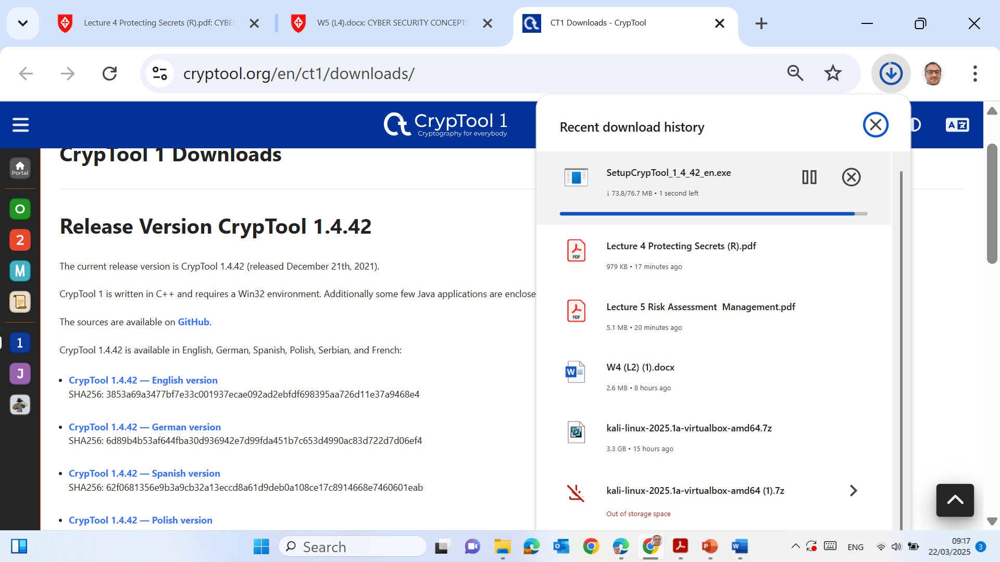 Lecture 4 Protecting Secrets (R).pdf: CYBE
W5 (L4).docx: CYBER SECURITY CONCEPTS
CT1 Downloads - CrypTool
cryptool.org/en/ct1/downloads/
CrypTool 1
Cryptography for everybody
Portal
O
2
M
1
J
CrypTool 1 Downloads
Release Version CrypTool 1.4.42
The current release version is CrypTool 1.4.42 (released December 21th, 2021).
CrypTool 1 is written in C++ and requires a Win32 environment. Additionally some few Java applications are enclose
The sources are available on GitHub.
CrypTool 1.4.42 is available in English, German, Spanish, Polish, Serbian, and French:
• CrypTool 1.4.42 — English version
SHA256: 3853a69a3477bf7e33c001937ecae092ad2ebfdf698395aa726d11e37a9468e4
• CrypTool 1.4.42 — German version
SHA256: 6d89b4b53af644fba30d936942e7d99fda451b7c653d4990ac83d722d7d06ef4
• CrypTool 1.4.42 — Spanish version
SHA256: 62f0681356e9b3a9cb32a13eccd8a61d9deb0a108ce17c8914668e7460601eab
• CrypTool 1.4.42 — Polish version
Recent download history
SetupCrypTool_1_4_42_en.exe
↓ 73.8/76.7 MB • 1 second left
Lecture 4 Protecting Secrets (R).pdf
979 KB • 17 minutes ago
Lecture 5 Risk Assessment  Management.pdf
5.1 MB • 20 minutes ago
W4 (L2) (1).docx
2.6 MB • 8 hours ago
kali-linux-2025.1a-virtualbox-amd64.7z
3.3 GB • 15 hours ago
kali-linux-2025.1a-virtualbox-amd64 (1).7z
Out of storage space
Search
ENG
09:17
22/03/2025
3